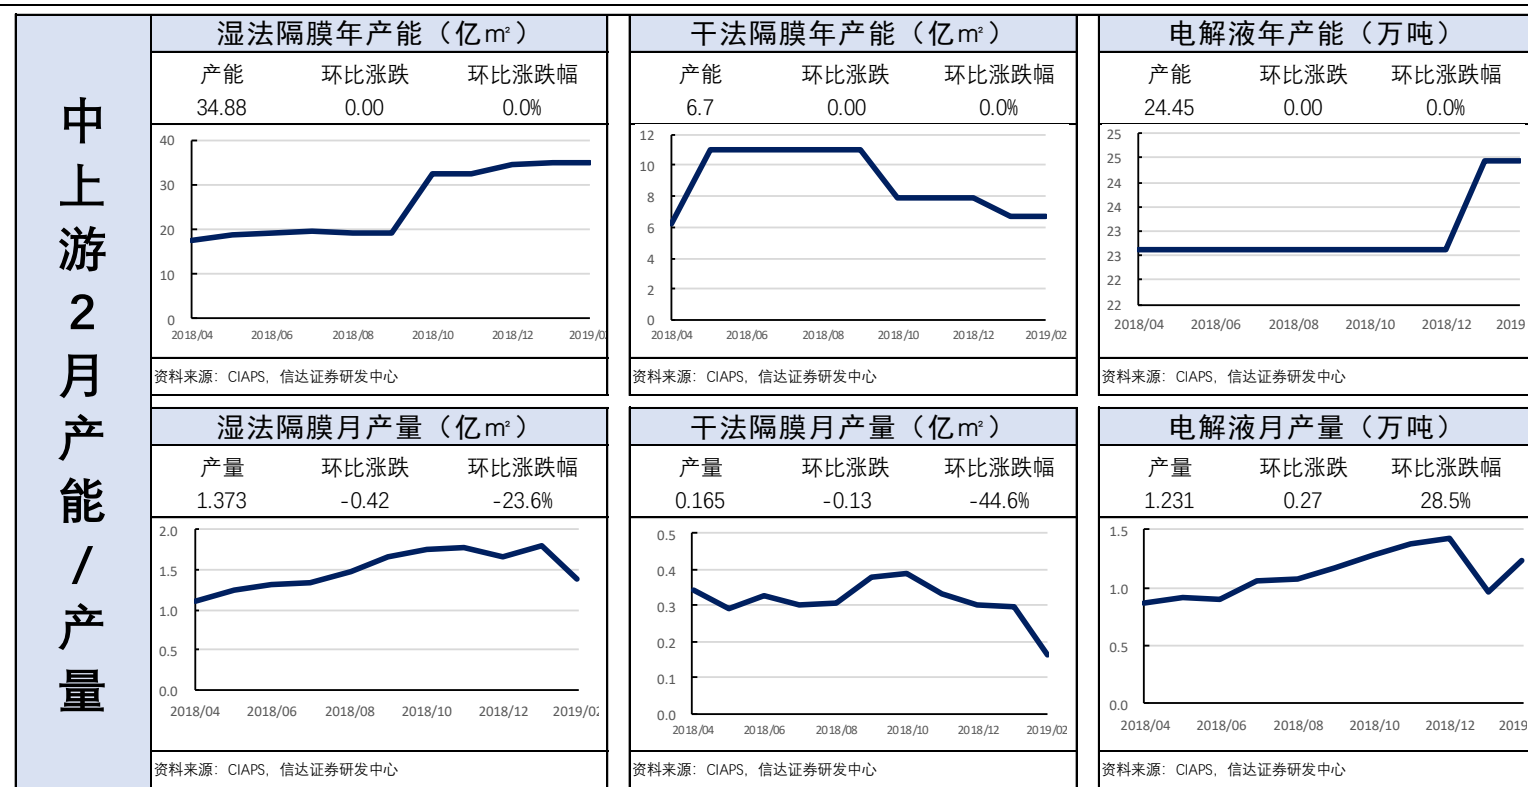 中
上
游
2
月
产
能
/
产
量
湿法隔膜年产能（亿㎡）
产能 环比涨跌 环比涨跌幅
34.88 0.00 0.0%
40
30
20
10
0
2018/04 2018/06 2018/08 2018/10 2018/12 2019/0
资料来源：CIAPS，信达证券研发中心
干法隔膜年产能（亿㎡）
产能 环比涨跌 环比涨跌幅
6.7 0.00 0.0%
12
10
8
6
4
2
0
2018/04 2018/06 2018/08 2018/10 2018/12 2019/02
资料来源：CIAPS，信达证券研发中心
电解液年产能（万吨）
产能 环比涨跌 环比涨跌幅
24.45 0.00 0.0%
25
25
24
24
23
23
22
22
2018/04 2018/06 2018/08 2018/10 2018/12 2019
资料来源：CIAPS，信达证券研发中心
湿法隔膜月产量（亿㎡）
产量 环比涨跌 环比涨跌幅
1.373 -0.42 -23.6%
2.0
1.5
1.0
0.5
0.0
2018/04 2018/06 2018/08 2018/10 2018/12 2019/02
资料来源：CIAPS，信达证券研发中心
干法隔膜月产量（亿㎡）
产量 环比涨跌 环比涨跌幅
0.165 -0.13 -44.6%
0.5
0.4
0.3
0.2
0.1
0.0
2018/04 2018/06 2018/08 2018/10 2018/12 2019/02
资料来源：CIAPS，信达证券研发中心
电解液月产量（万吨）
产量 环比涨跌 环比涨跌幅
1.231 0.27 28.5%
1.5
1.0
0.5
0.0
2018/04 2018/06 2018/08 2018/10 2018/12 2019
资料来源：CIAPS，信达证券研发中心